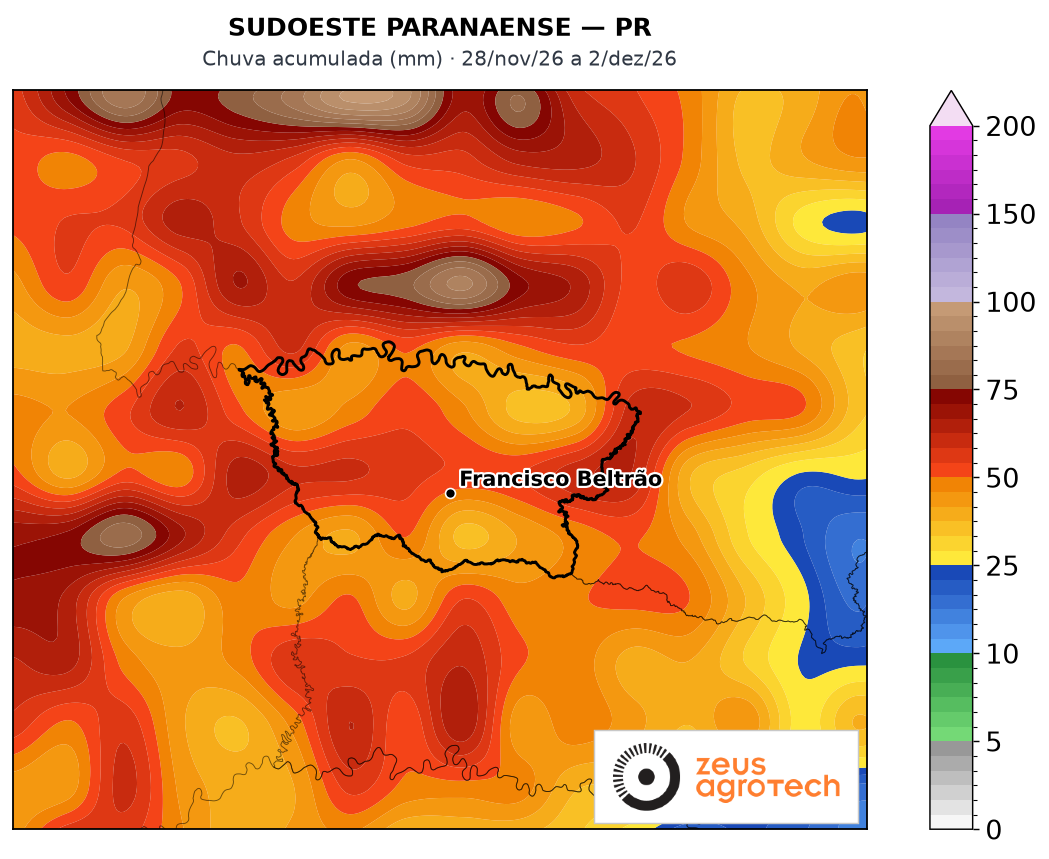 SUDOESTE PARANAENSE — PR
Chuva acumulada (mm) · 28/nov/26 a 2/dez/26
200
150
100
75
50
25
10
5
0
Francisco Beltrão
zeus
agrotech